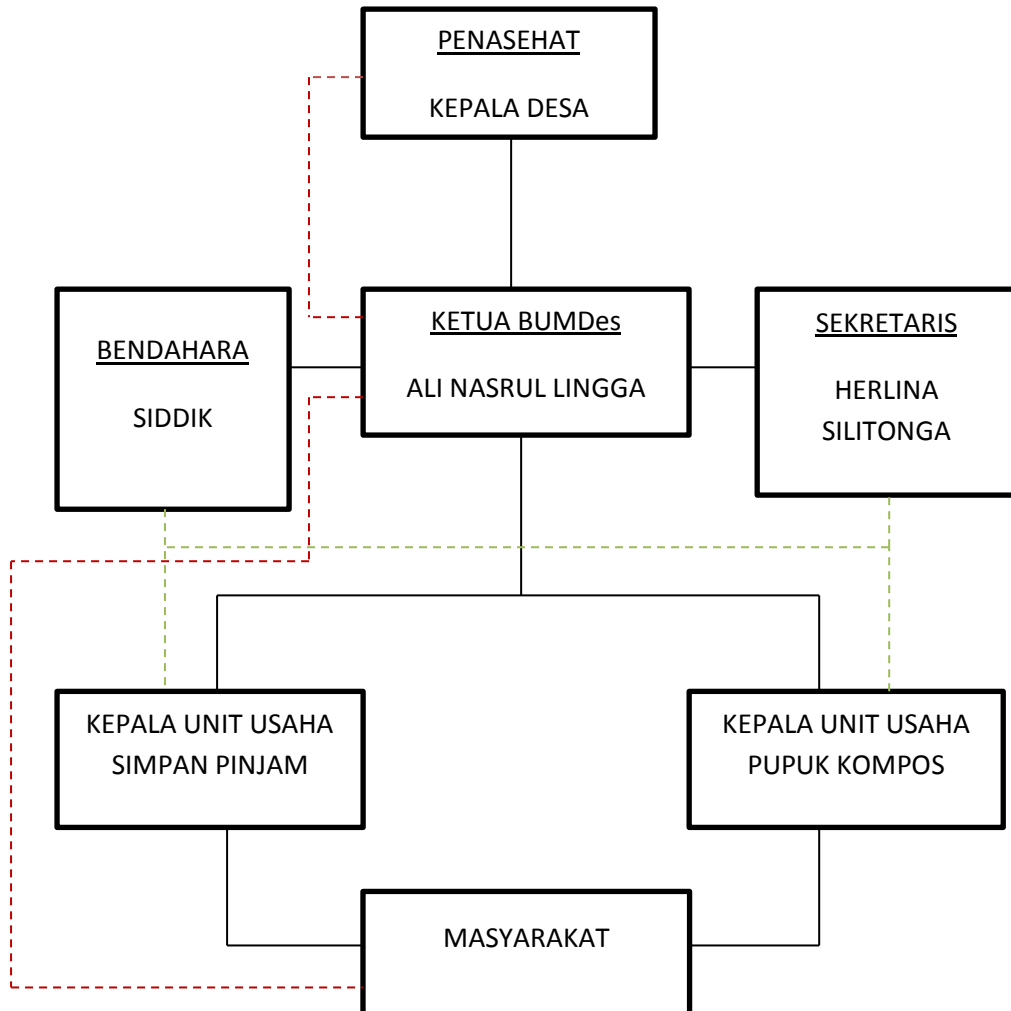 PENASEHAT
KEPALA DESA
BENDAHARA
SIDDIK
KETUA BUMDes
ALI NASRUL LINGGA
SEKRETARIS
HERLINA
SILITONGA
KEPALA UNIT USAHA
SIMPAN PINJAM
KEPALA UNIT USAHA
PUPUK KOMPOS
MASYARAKAT